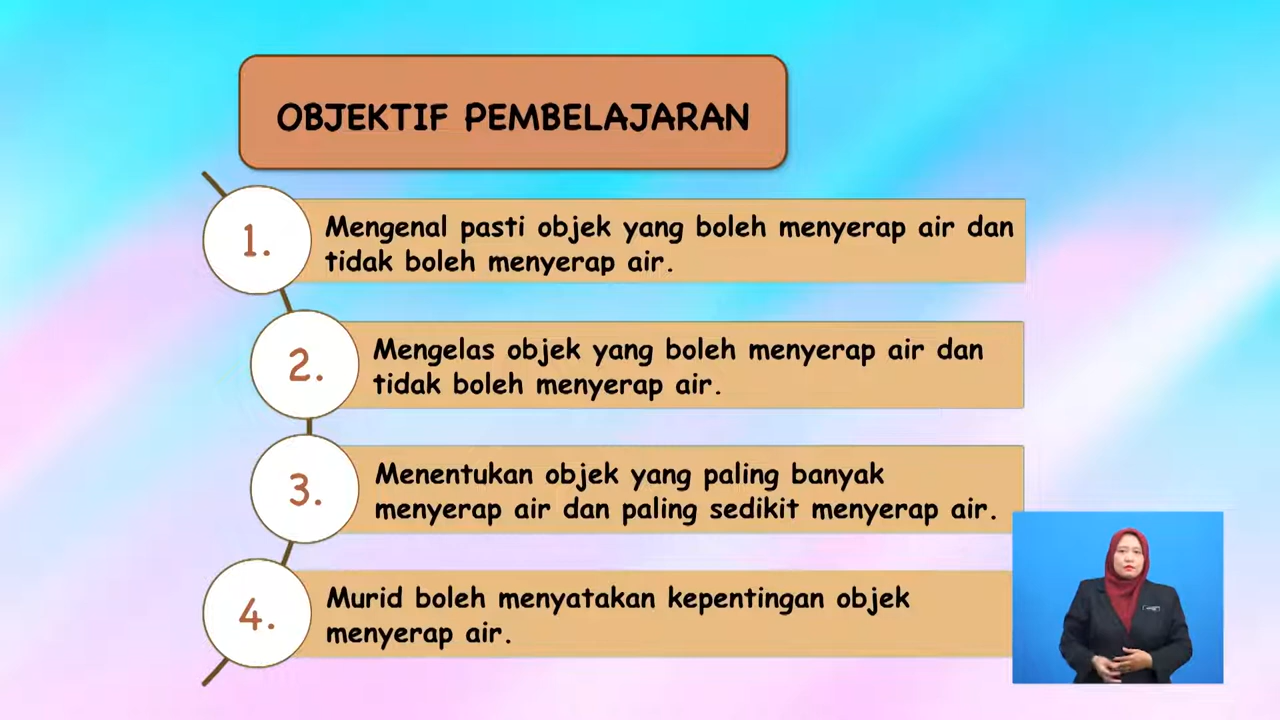 OBJEKTIF PEMBELAJARAN
1.
Mengenal pasti objek yang boleh menyerap air dan
tidak boleh menyerap air.
2.
Mengelas objek yang boleh menyerap air dan
tidak boleh menyerap air.
3.
Menentukan objek yang paling banyak
menyerap air dan paling sedikit menyerap air.
4.
Murid boleh menyatakan kepentingan objek
menyerap air.